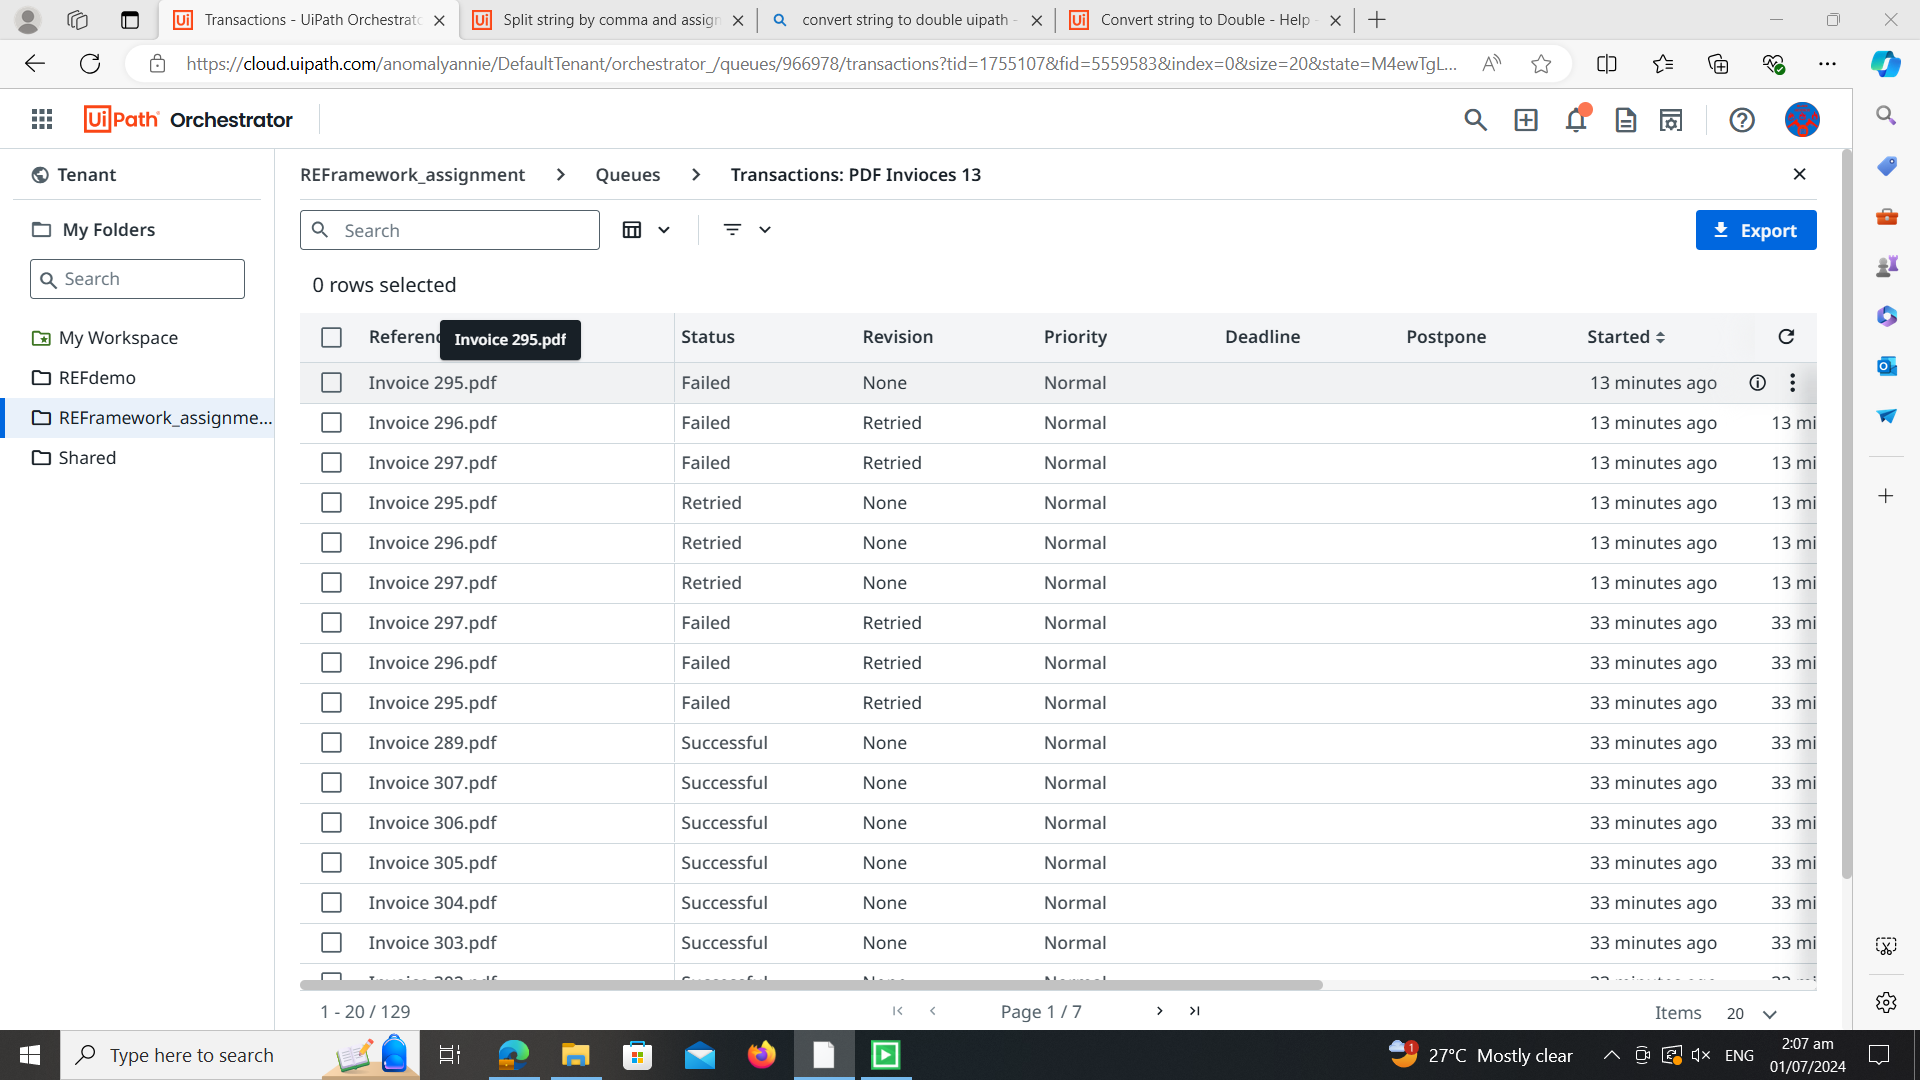 Transactions - UiPath Orchestrato
Split string by comma and assign
convert string to double uipath -
Convert string to Double - Help -
https://cloud.uipath.com/anomalyannie/DefaultTenant/orchestrator_/queues/966978/transactions?tid=1755107&fid=5559583&index=0&size=20&state=M4ewTgL...
UiPath Orchestrator
Tenant
REFramework_assignment > Queues > Transactions: PDF Invioces 13
My Folders
Search
Export
Search
0 rows selected
My Workspace
REFdemo
REFramework_assignme...
Shared
Invoice 295.pdf
Status Revision Priority Deadline Postpone Started
Invoice 295.pdf Failed None Normal 13 minutes ago
Invoice 296.pdf Failed Retried Normal 13 minutes ago 13 mi
Invoice 297.pdf Failed Retried Normal 13 minutes ago 13 mi
Invoice 295.pdf Retried None Normal 13 minutes ago 13 mi
Invoice 296.pdf Retried None Normal 13 minutes ago 13 mi
Invoice 297.pdf Retried None Normal 13 minutes ago 13 mi
Invoice 297.pdf Failed Retried Normal 33 minutes ago 33 mi
Invoice 296.pdf Failed Retried Normal 33 minutes ago 33 mi
Invoice 295.pdf Failed Retried Normal 33 minutes ago 33 mi
Invoice 289.pdf Successful None Normal 33 minutes ago 33 mi
Invoice 307.pdf Successful None Normal 33 minutes ago 33 mi
Invoice 306.pdf Successful None Normal 33 minutes ago 33 mi
Invoice 305.pdf Successful None Normal 33 minutes ago 33 mi
Invoice 304.pdf Successful None Normal 33 minutes ago 33 mi
Invoice 303.pdf Successful None Normal 33 minutes ago 33 mi
1 - 20 / 129
Page 1 / 7
Items 20
Type here to search
1
27°C Mostly clear
ENG
2:07 am
01/07/2024